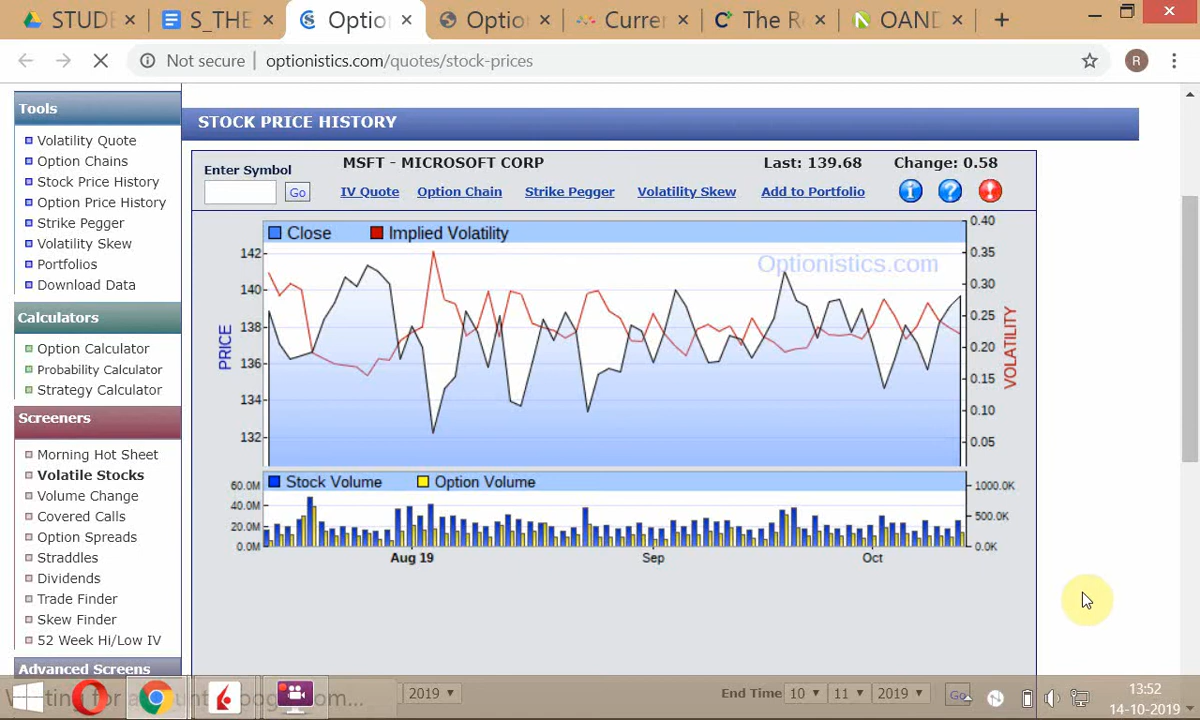 STUDE
S_THE
Optio
Optio
Curre
The R
OAND
Not secure | optionistics.com/quotes/stock-prices
R
Tools
Volatility Quote
Option Chains
Stock Price History
Option Price History
Strike Pegger
Volatility Skew
Portfolios
Download Data
Calculators
Option Calculator
Probability Calculator
Strategy Calculator
Screeners
Morning Hot Sheet
Volatile Stocks
Volume Change
Covered Calls
Option Spreads
Straddles
Dividends
Trade Finder
Skew Finder
52 Week Hi/Low IV
Advanced Screens
STOCK PRICE HISTORY
Enter Symbol
Go
MSFT - MICROSOFT CORP
Last: 139.68
Change: 0.58
IV Quote
Option Chain
Strike Pegger
Volatility Skew
Add to Portfolio
Close
Implied Volatility
Optionistics.com
PRICE
142
140
138
136
134
132
0.40
0.35
0.30
0.25
0.20
0.15
0.10
0.05
VOLATILITY
Stock Volume
Option Volume
60.0M
40.0M
20.0M
0.0M
1000.0K
500.0K
0.0K
Aug 19
Sep
Oct
2019
End Time 10 11 2019 Go
13:52
14-10-2019